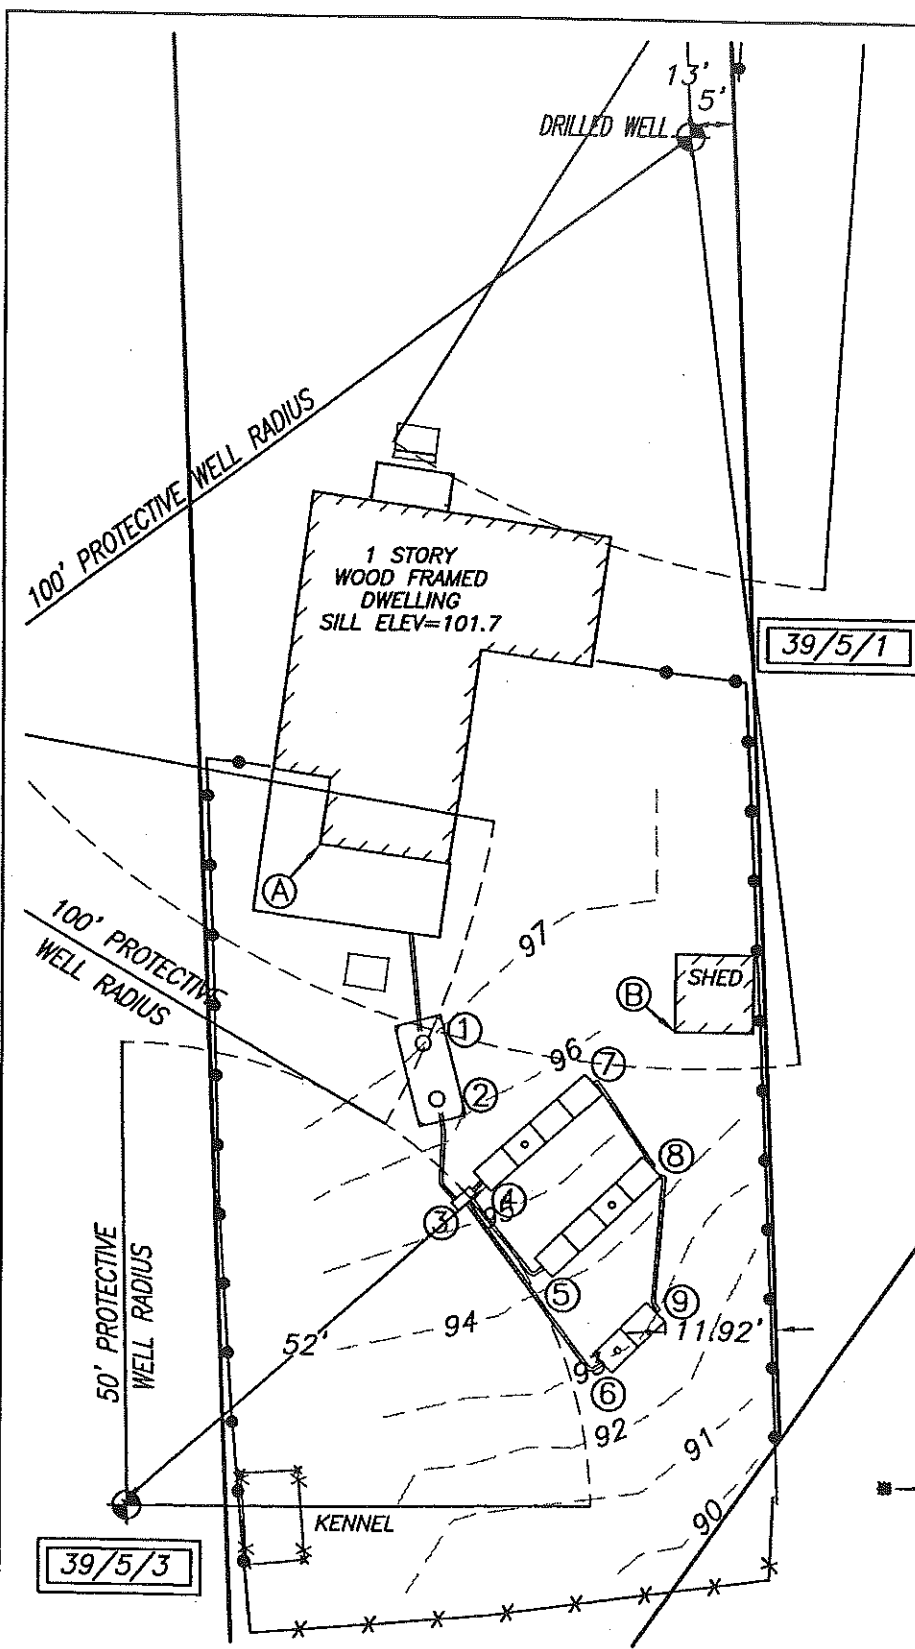 13'
5'
DRILLED WELL
100' PROTECTIVE WELL RADIUS
1 STORY
WOOD FRAMED
DWELLING
SILL ELEV=101.7
39/5/1
A
100' PROTECTIVE
WELL RADIUS
97
SHED
B
1
96
7
2
8
4
3
95
50' PROTECTIVE
WELL RADIUS
5
9
94
11.92'
52'
93
6
92
91
90
KENNEL
39/5/3